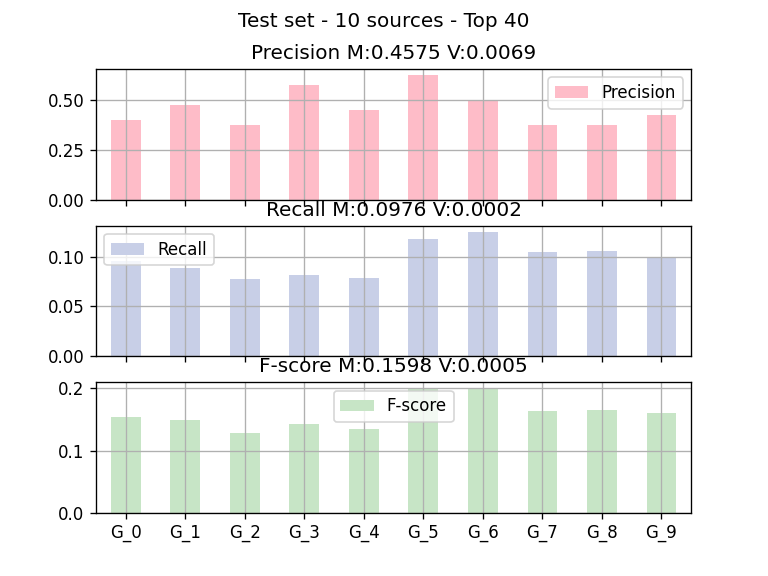 Test set - 10 sources - Top 40
Precision M:0.4575 V:0.0069
0.50
0.25
0.00
Precision
Recall M:0.0976 V:0.0002
0.10
0.05
0.00
Recall
F-score M:0.1598 V:0.0005
0.2
0.1
0.0
F-score
G_0 G_1 G_2 G_3 G_4 G_5 G_6 G_7 G_8 G_9